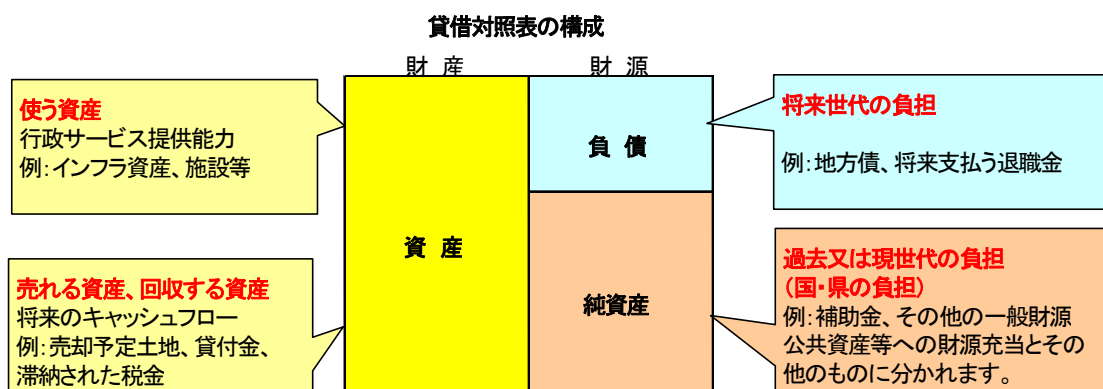 貸借対照表の構成
財 産
財 源
使う資産
行政サービス提供能力
例:インフラ資産、施設等
売れる資産、回収する資産
将来のキャッシュフロー
例:売却予定土地、貸付金、
滞納された税金
資 産
負 債
純資産
将来世代の負担
例:地方債、将来支払う退職金
過去又は現世代の負担
(国・県の負担)
例:補助金、その他の一般財源
公共資産等への財源充当とその
他のものに分かれます。